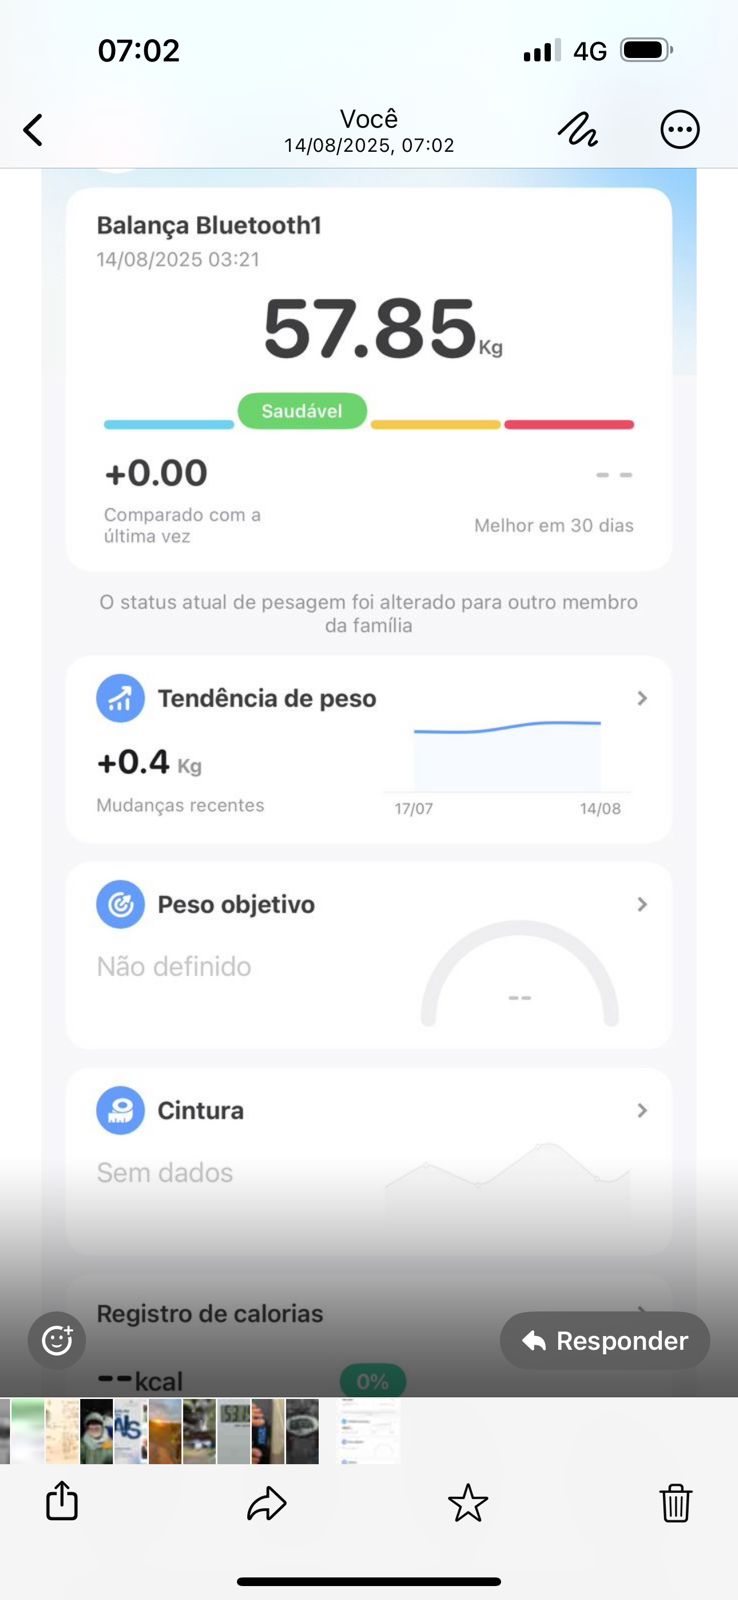 07:02
4G
Você
14/08/2025, 07:02
Balança Bluetooth1
14/08/2025 03:21
57.85 Kg
Saudável
+0.00
-- 
Comparado com a
última vez
Melhor em 30 dias
O status atual de pesagem foi alterado para outro membro
da família
Tendência de peso
+0.4 Kg
Mudanças recentes
17/07
14/08
Peso objetivo
Não definido
--
Cintura
Sem dados
Registro de calorias
Responder
--kcal
0%